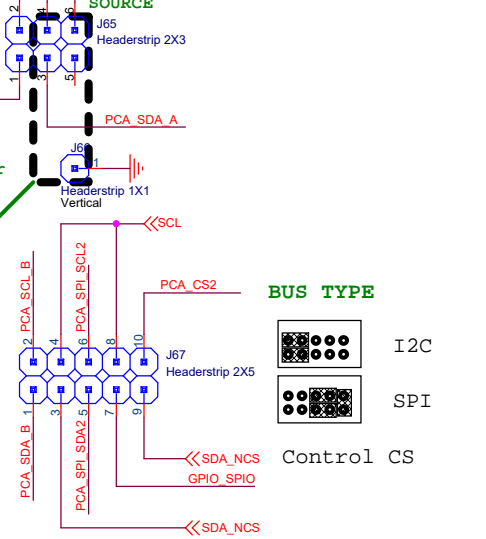 SOURCE
2
4
6
J65
Headerstrip 2X3
1
3
5
PCA_SDA_A
J66
1
Headerstrip 1X1
Vertical
SCL
PCA_SCL_B
PCA_SPI_SCL2
PCA_CS2
BUS TYPE
2
4
6
8
10
J67
Headerstrip 2X5
I2C
SPI
1
3
5
7
9
PCA_SDA_B
PCA_SPI_SDA2
SDA_NCS
Control CS
GPIO_SPIO
SDA_NCS